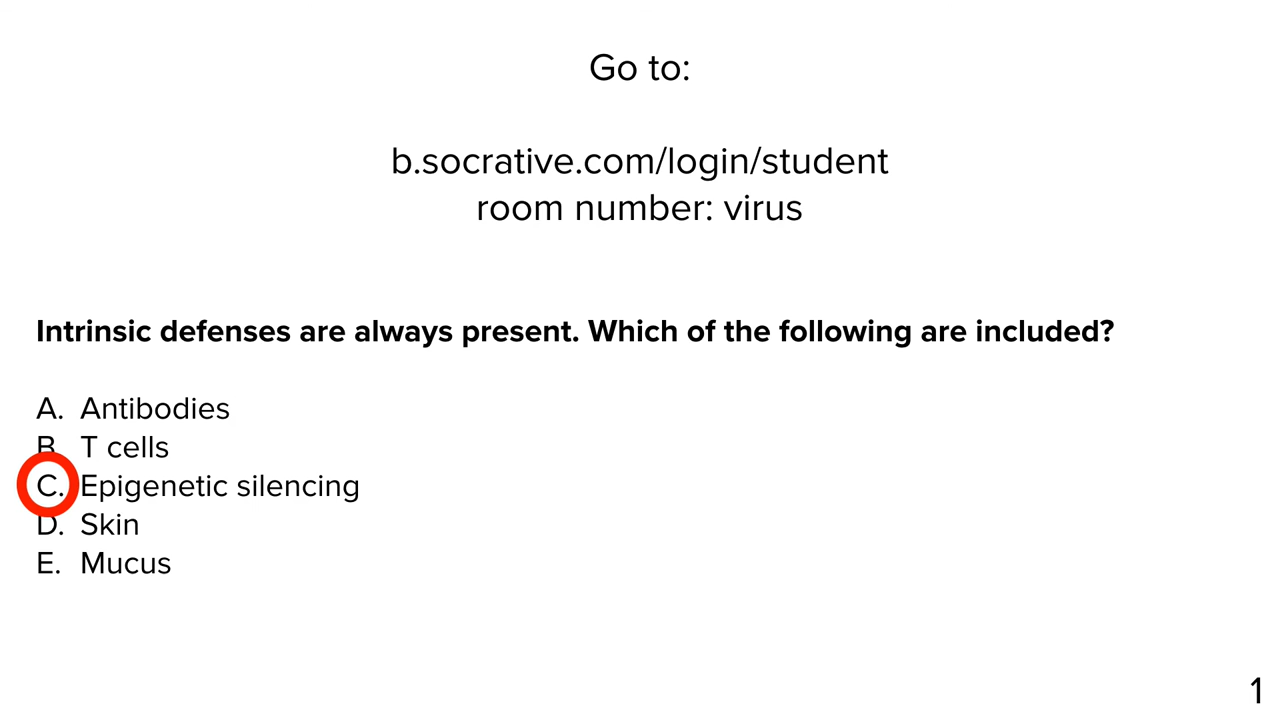 Go to:
b.socrative.com/login/student
room number: virus
Intrinsic defenses are always present. Which of the following are included?
A. Antibodies
B. T cells
C. Epigenetic silencing
D. Skin
E. Mucus
1